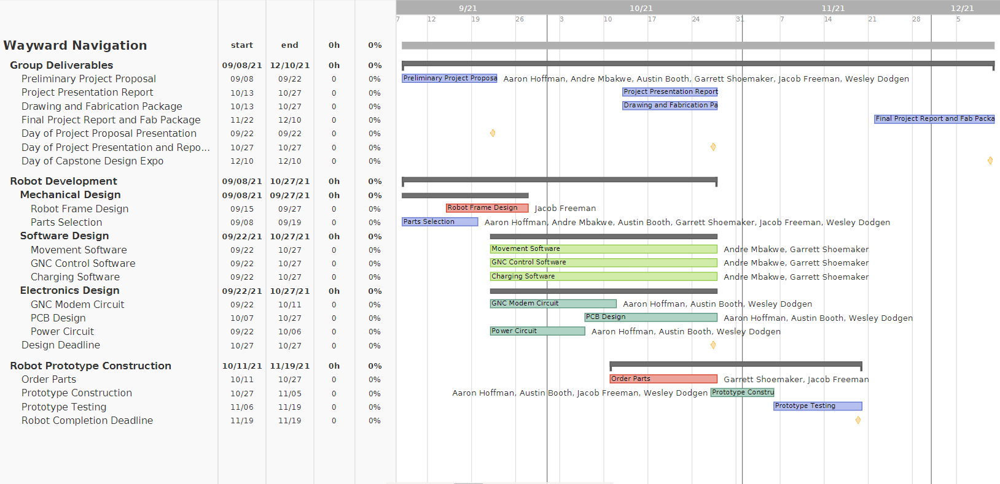 9/21 10/21 11/21 12/21
7 12 19 26 3 10 17 24 31 7 14 21 28 5
Wayward Navigation start end 0h 0%
Group Deliverables 09/08/21 12/10/21 0h 0%
Preliminary Project Proposal 09/08 09/22 0 0% Preliminary Project Proposa Aaron Hoffman, Andre Mbakwe, Austin Booth, Garrett Shoemaker, Jacob Freeman, Wesley Dodgen
Project Presentation Report 10/13 10/27 0 0% Project Presentation Report
Drawing and Fabrication Package 10/13 10/27 0 0% Drawing and Fabrication Pa
Final Project Report and Fab Package 11/22 12/10 0 0% Final Project Report and Fab Packa
Day of Project Proposal Presentation 09/22 09/22 0 0%
Day of Project Presentation and Repo... 10/27 10/27 0 0%
Day of Capstone Design Expo 12/10 12/10 0 0%
Robot Development 09/08/21 10/27/21 0h 0%
Mechanical Design 09/08/21 09/27/21 0h 0%
Robot Frame Design 09/15 09/27 0 0% Robot Frame Design Jacob Freeman
Parts Selection 09/08 09/19 0 0% Parts Selection Aaron Hoffman, Andre Mbakwe, Austin Booth, Garrett Shoemaker, Jacob Freeman, Wesley Dodgen
Software Design 09/22/21 10/27/21 0h 0%
Movement Software 09/22 10/27 0 0% Movement Software Andre Mbakwe, Garrett Shoemaker
GNC Control Software 09/22 10/27 0 0% GNC Control Software Andre Mbakwe, Garrett Shoemaker
Charging Software 09/22 10/27 0 0% Charging Software Andre Mbakwe, Garrett Shoemaker
Electronics Design 09/22/21 10/27/21 0h 0%
GNC Modem Circuit 09/22 10/11 0 0% GNC Modem Circuit Aaron Hoffman, Austin Booth, Wesley Dodgen
PCB Design 10/07 10/27 0 0% PCB Design Aaron Hoffman, Austin Booth, Wesley Dodgen
Power Circuit 09/22 10/06 0 0% Power Circuit Aaron Hoffman, Austin Booth, Wesley Dodgen
Design Deadline 10/27 10/27 0 0%
Robot Prototype Construction 10/11/21 11/19/21 0h 0%
Order Parts 10/11 10/27 0 0% Order Parts Garrett Shoemaker, Jacob Freeman
Prototype Construction 10/27 11/05 0 0% Aaron Hoffman, Austin Booth, Jacob Freeman, Wesley Dodgen Prototype Constru
Prototype Testing 11/06 11/19 0 0% Prototype Testing
Robot Completion Deadline 11/19 11/19 0 0%